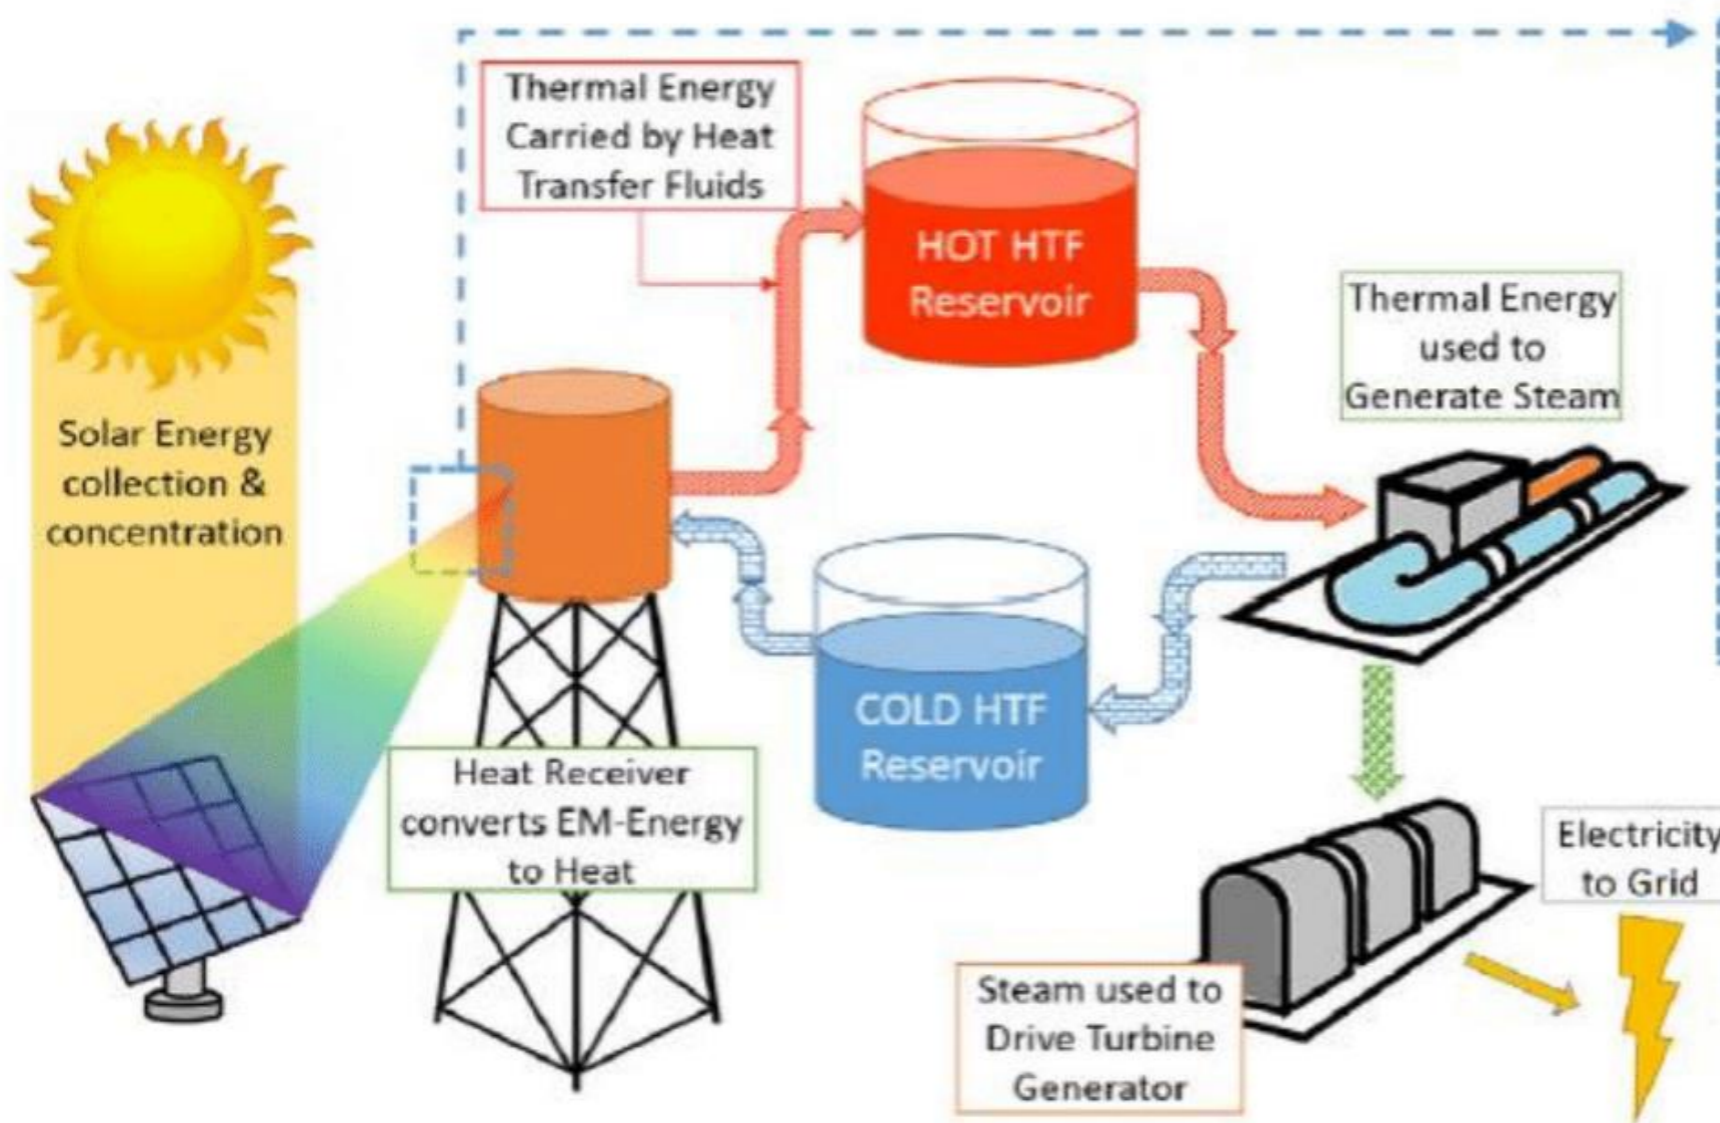 Thermal Energy
Carried by Heat
Transfer Fluids
HOT HTF
Reservoir
Thermal Energy
used to
Generate Steam
Solar Energy
collection &
concentration
COLD HTF
Reservoir
Heat Receiver
converts EM-Energy
to Heat
Electricity
to Grid
Steam used to
Drive Turbine
Generator